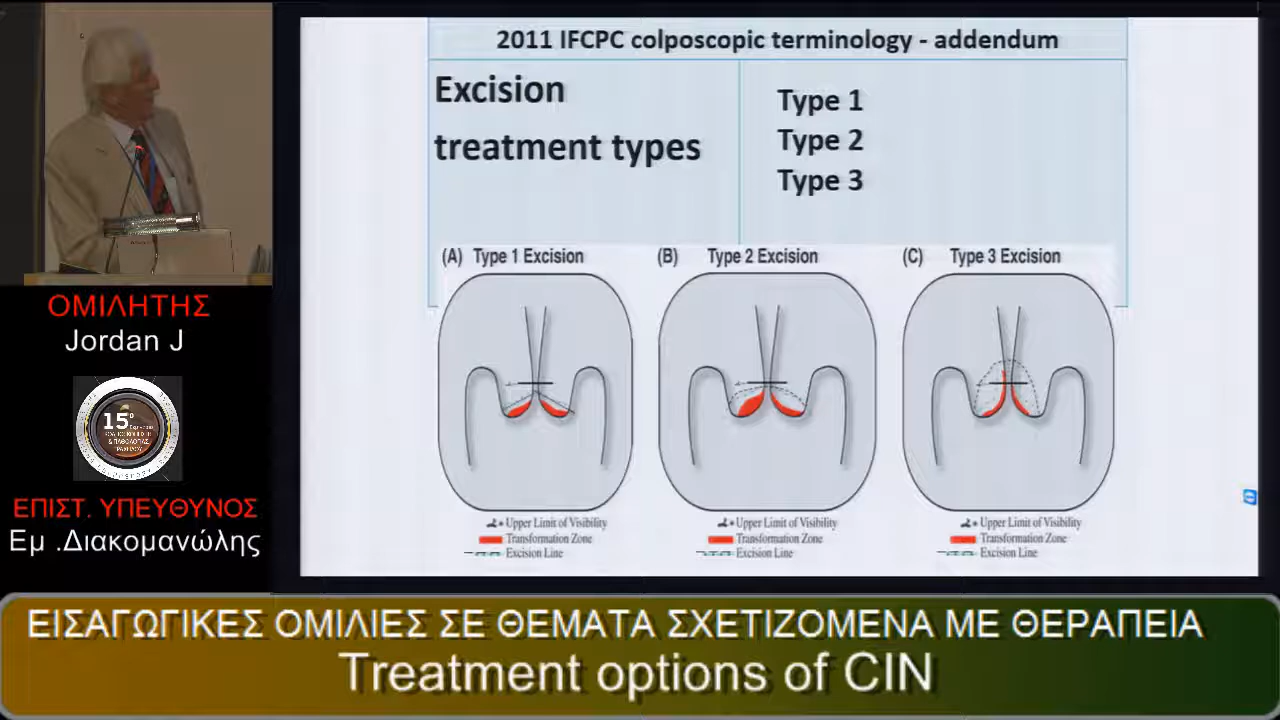 2011 IFCPC colposcopic terminology - addendum
Excision
treatment types
Type 1
Type 2
Type 3
(A) Type 1 Excision
(B) Type 2 Excision
(C) Type 3 Excision
Upper Limit of Visibility
Transformation Zone
Excision Line
Upper Limit of Visibility
Transformation Zone
Excision Line
Upper Limit of Visibility
Transformation Zone
Excision Line
ΟΜΙΛΗΤΗΣ
Jordan J
15ο
ΕΠΙΣΤ. ΥΠΕΥΘΥΝΟΣ
Εμ .Διακομανώλης
ΕΙΣΑΓΩΓΙΚΕΣ ΟΜΙΛΙΕΣ ΣΕ ΘΕΜΑΤΑ ΣΧΕΤΙΖΟΜΕΝΑ ΜΕ ΘΕΡΑΠΕΙΑ
Treatment options of CIN